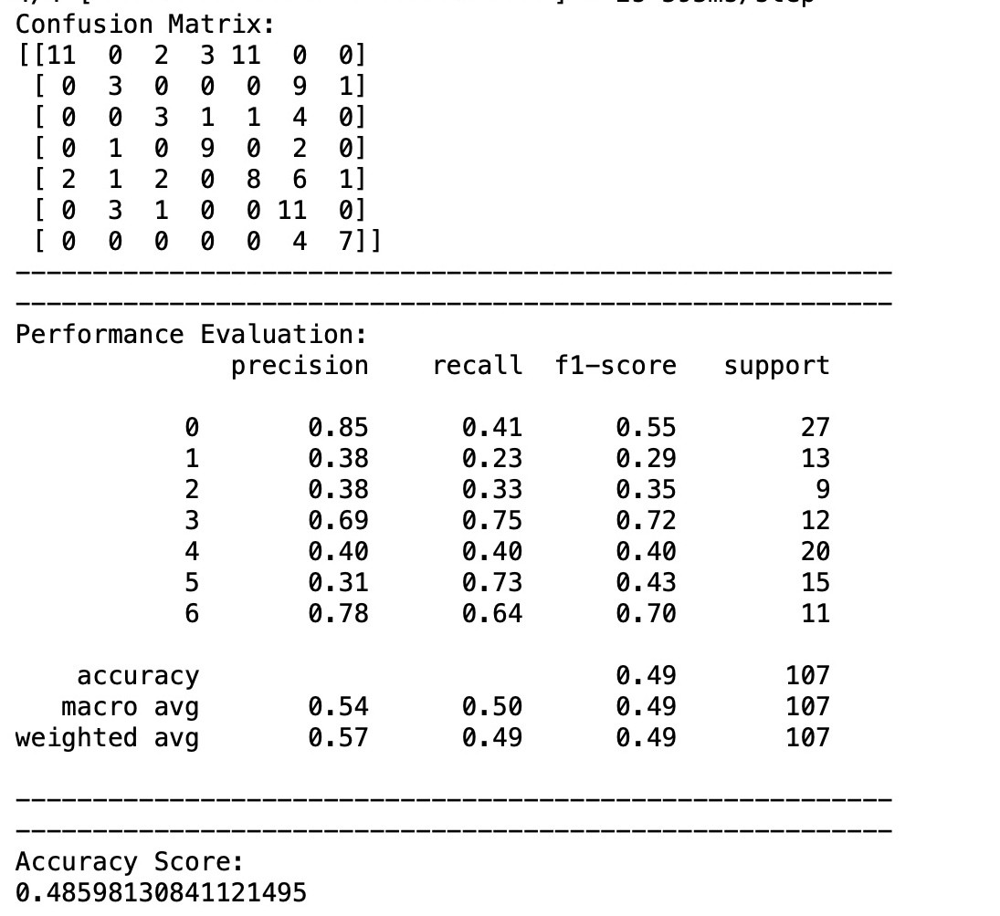 Confusion Matrix:
[[11  0  2  3 11  0  0]
 [ 0  3  0  0  0  9  1]
 [ 0  0  3  1  1  4  0]
 [ 0  1  0  9  0  2  0]
 [ 2  1  2  0  8  6  1]
 [ 0  3  1  0  0 11  0]
 [ 0  0  0  0  0  4  7]]
---------------------------------------------------------
---------------------------------------------------------
Performance Evaluation:
              precision    recall  f1-score   support
           0       0.85      0.41      0.55        27
           1       0.38      0.23      0.29        13
           2       0.38      0.33      0.35         9
           3       0.69      0.75      0.72        12
           4       0.40      0.40      0.40        20
           5       0.31      0.73      0.43        15
           6       0.78      0.64      0.70        11
    accuracy                           0.49       107
   macro avg       0.54      0.50      0.49       107
weighted avg       0.57      0.49      0.49       107
---------------------------------------------------------
---------------------------------------------------------
Accuracy Score:
0.48598130841121495